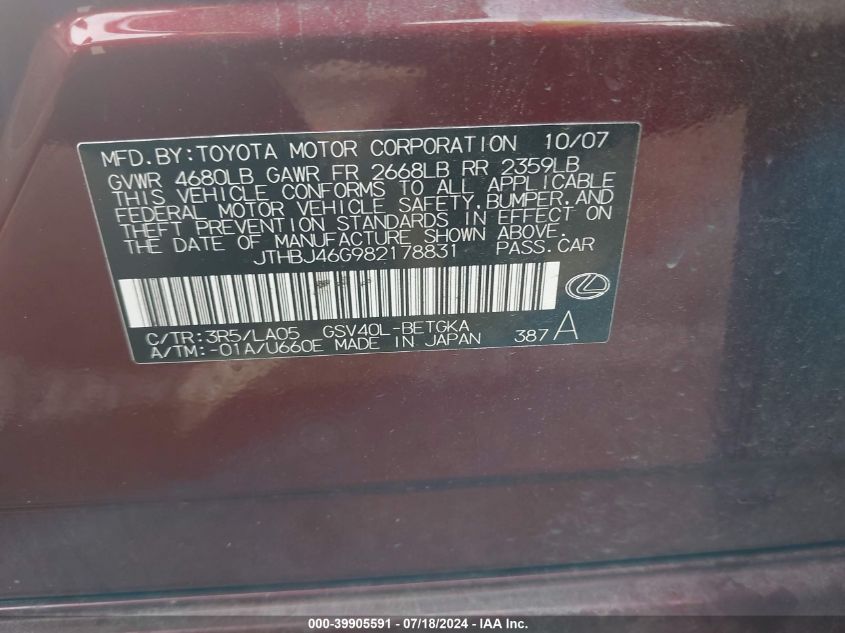 MFD.BY:TOYOTA MOTOR CORPORATION 10/07
GVWR 4680LB GAWR FR 2668LB RR 2359LB
THIS VEHICLE CONFORMS TO ALL APPLICABLE
FEDERAL MOTOR VEHICLE SAFETY,BUMPER,AND
THEFT PREVENTION STANDARDS IN EFFECT ON
THE DATE OF MANUFACTURE SHOWN ABOVE.
JTHBJ46G982178831 PASS.CAR
C/TR:3R5/LA05 GSV40L-BETGKA
A/TM:-01A/U660E MADE IN JAPAN 387 A
000-39905591 - 07/18/2024 - IAA Inc.